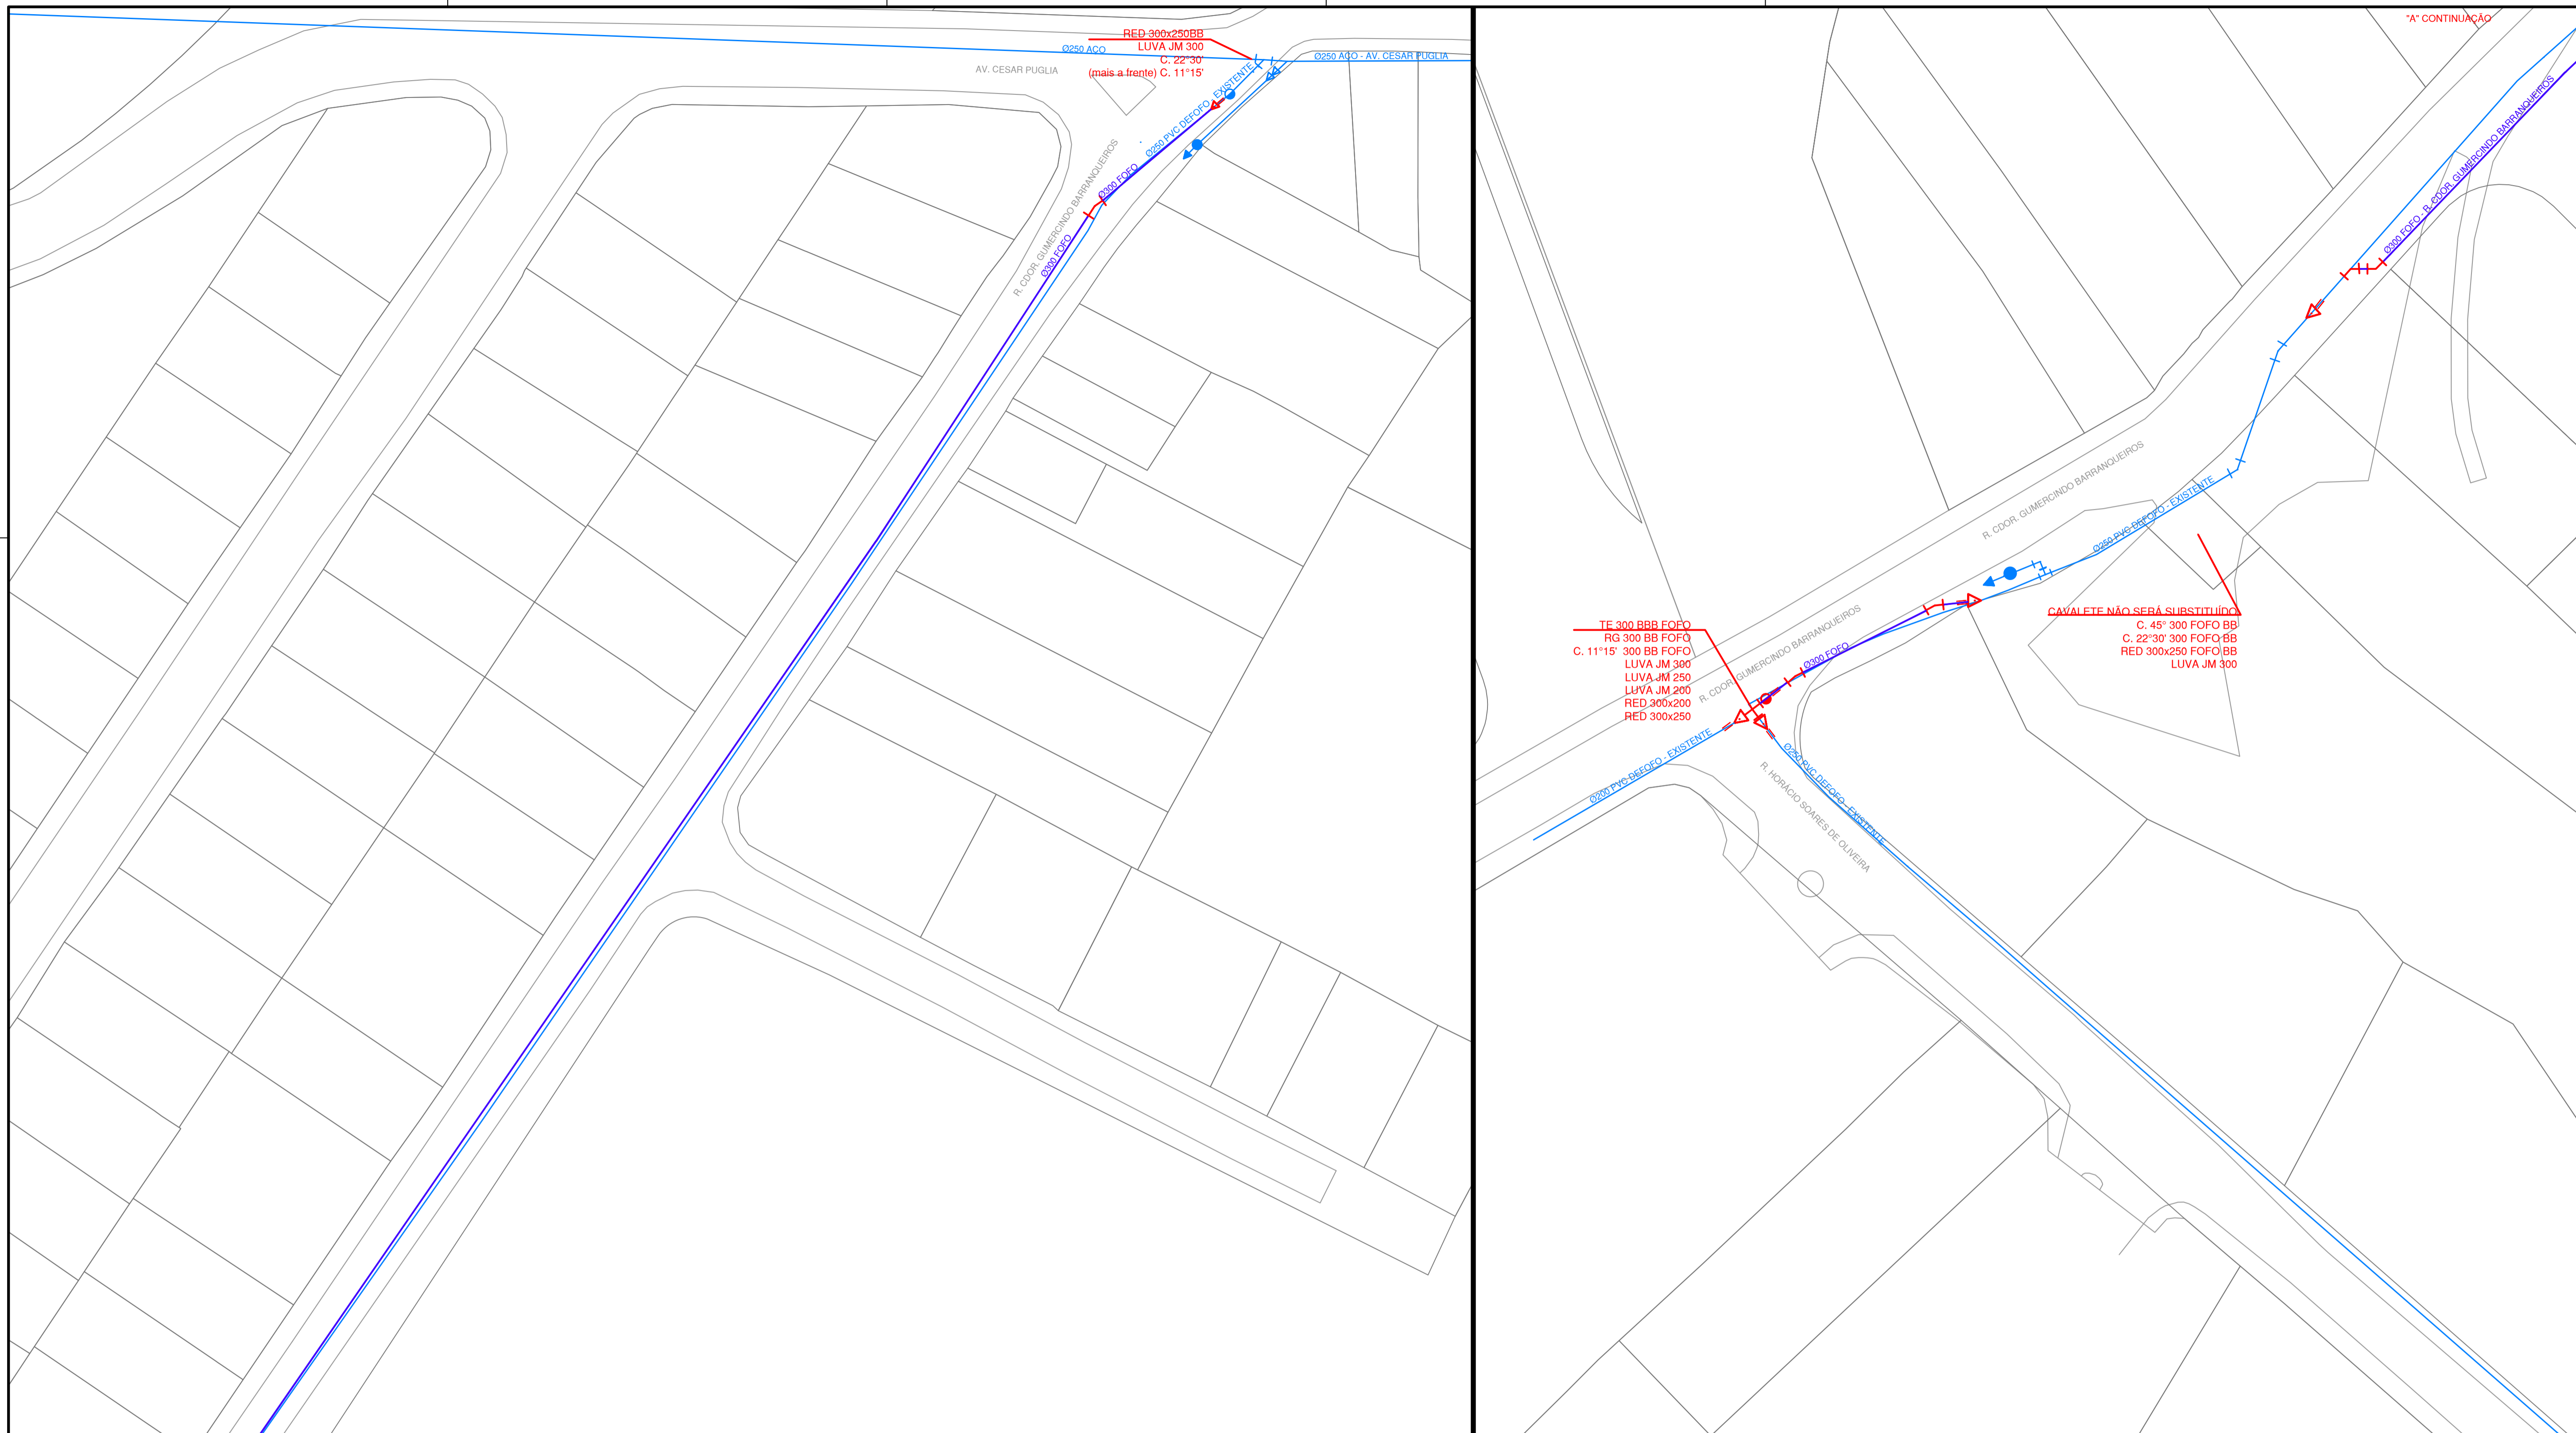 RED 300x250BB
LUVA JM 300
C. 22°30'
(mais a frente) C. 11°15'
Ø250 AÇO
AV. CESAR PUGLIA
Ø250 AÇO - AV. CESAR PUGLIA
Ø250 PVC DEFOFO - EXISTENTE
Ø300 FOFO
R. CDOR. GUMERCINDO BARRANQUEIROS
Ø300 FOFO
"A" CONTINUAÇÃO
Ø300 FOFO - R. CDOR. GUMERCINDO BARRANQUEIROS
R. CDOR. GUMERCINDO BARRANQUEIROS
Ø250 PVC DEFOFO - EXISTENTE
CAVALETE NÃO SERÁ SUBSTITUÍDO
C. 45° 300 FOFO BB
C. 22°30' 300 FOFO BB
RED 300x250 FOFO BB
LUVA JM 300
TE 300 BBB FOFO
RG 300 BB FOFO
C. 11°15' 300 BB FOFO
LUVA JM 300
LUVA JM 250
LUVA JM 200
RED 300x200
RED 300x250
R. CDOR. GUMERCINDO BARRANQUEIROS
Ø300 FOFO
Ø200 PVC DEFOFO - EXISTENTE
Ø250 PVC DEFOFO - EXISTENTE
R. HORÁCIO SOARES DE OLIVEIRA